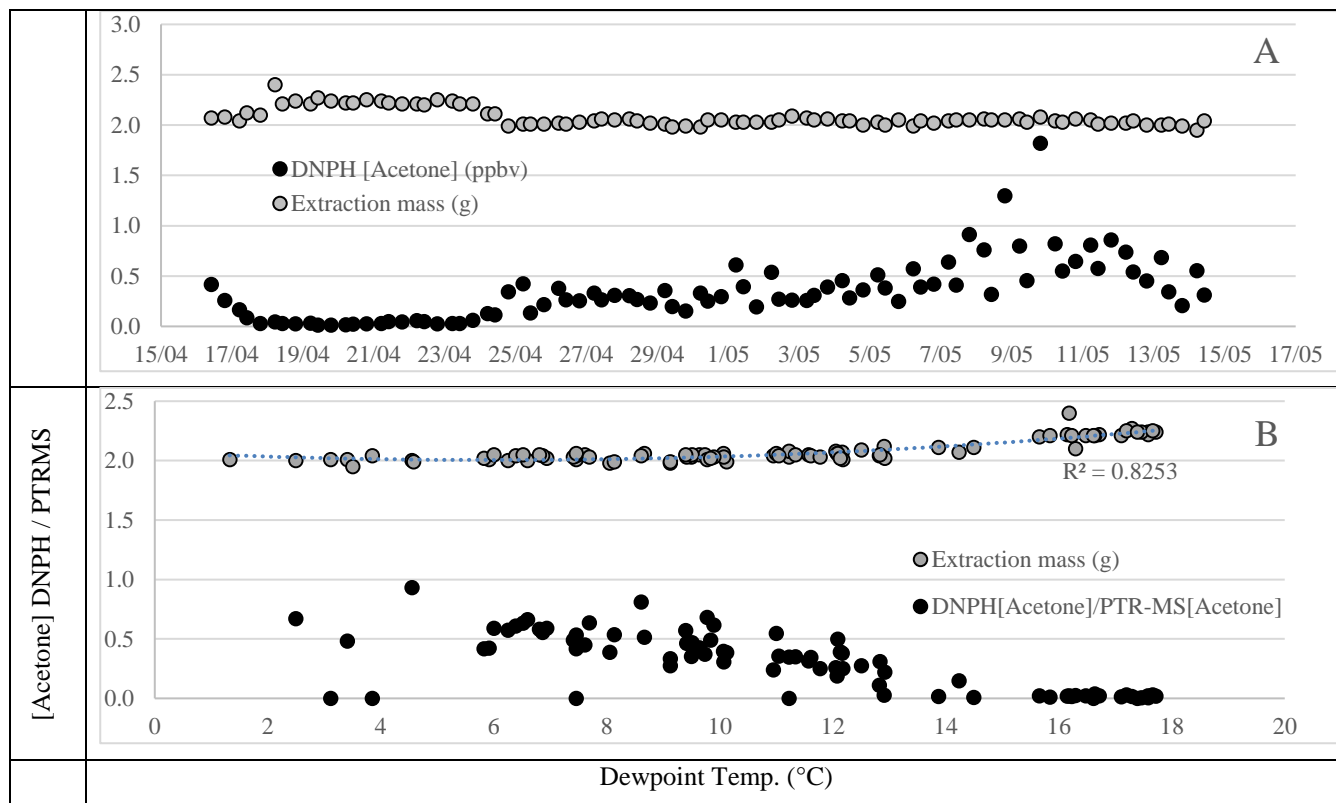 3.0
A
2.5
2.0
1.5
DNPH [Acetone] (ppbv)
Extraction mass (g)
1.0
0.5
0.0
15/04 17/04 19/04 21/04 23/04 25/04 27/04 29/04 1/05 3/05 5/05 7/05 9/05 11/05 13/05 15/05 17/05
[Acetone] DNPH / PTRMS
2.5
B
2.0
R² = 0.8253
1.5
Extraction mass (g)
1.0
DNPH[Acetone]/PTR-MS[Acetone]
0.5
0.0
0 2 4 6 8 10 12 14 16 18 20
Dewpoint Temp. (°C)